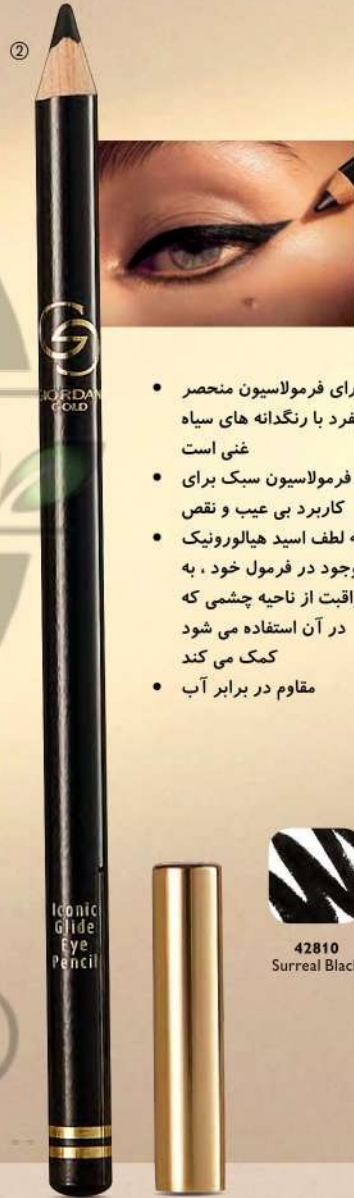 ②
GIORDANI
GOLD
رای فرمولاسیون منحصر
فرد با رنگدانه های سیاه
غنی است
فرمولاسیون سبک برای
کاربرد بی عیب و نقص
ه لطف اسید هیالورونیک
وجود در فرمول خود ، به
راقبت از ناحیه چشمی که
در آن استفاده می شود
کمک می کند
مقاوم در برابر آب
Iconic
Glide
Eye
Pencil
42810
Surreal Black